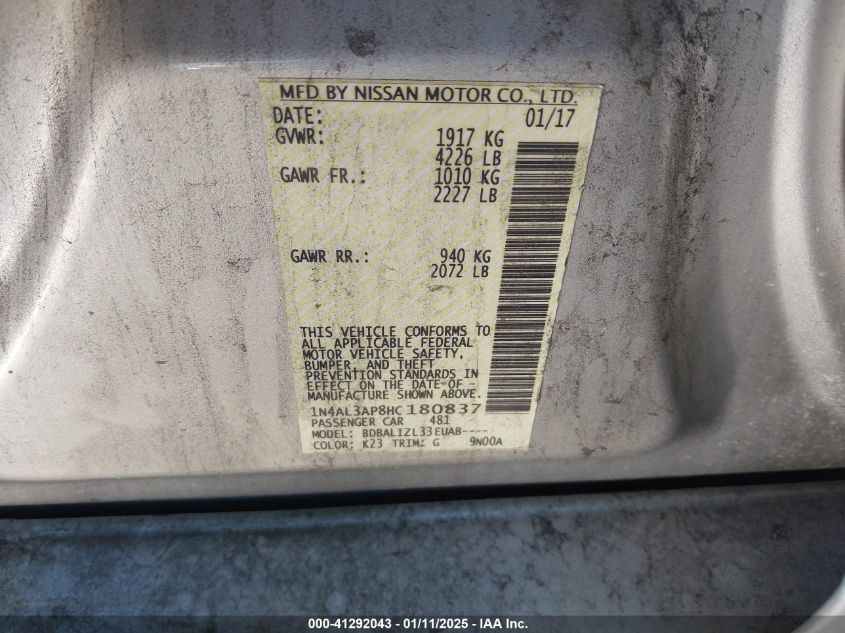 MFD BY NISSAN MOTOR CO., LTD.
DATE: 01/17
GVWR: 1917 KG
4226 LB
GAWR FR.: 1010 KG
2227 LB
GAWR RR.: 940 KG
2072 LB
THIS VEHICLE CONFORMS TO
ALL APPLICABLE FEDERAL
MOTOR VEHICLE SAFETY,
BUMPER, AND THEFT
PREVENTION STANDARDS IN
EFFECT ON THE DATE OF
MANUFACTURE SHOWN ABOVE.
1N4AL3AP8HC180837
PASSENGER CAR 481
MODEL: BDBALIZL33EUAB----
COLOR: K23 TRIM: G 9N00A
000-41292043 - 01/11/2025 - IAA Inc.